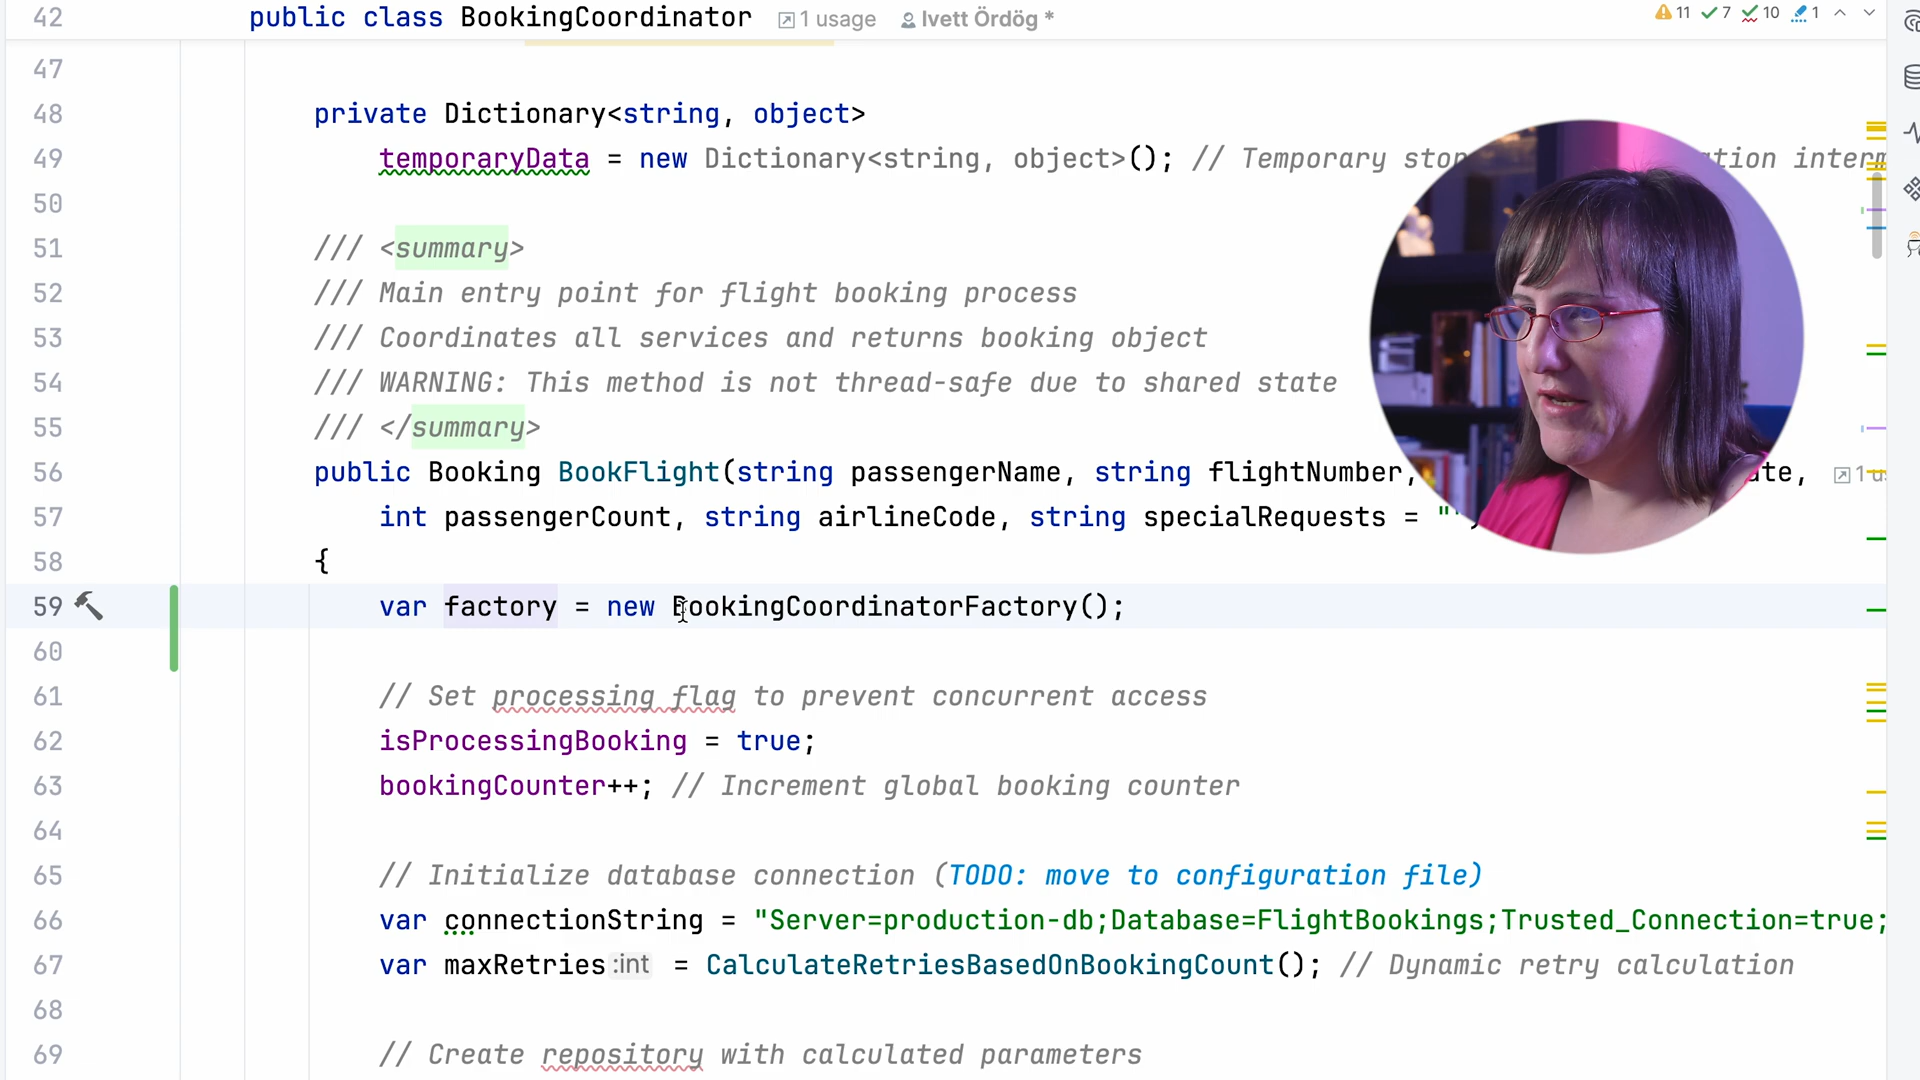 42 public class BookingCoordinator 1 usage Ivett Ördög * 11 7 10 1
47
48 private Dictionary<string, object>
49 temporaryData = new Dictionary<string, object>(); // Temporary
50
51 /// <summary>
52 /// Main entry point for flight booking process
53 /// Coordinates all services and returns booking object
54 /// WARNING: This method is not thread-safe due to shared state
55 /// </summary>
56 public Booking BookFlight(string passengerName, string flightNumber,
57 int passengerCount, string airlineCode, string specialRequests = "
58 {
59 var factory = new BookingCoordinatorFactory();
60
61 // Set processing flag to prevent concurrent access
62 isProcessingBooking = true;
63 bookingCounter++; // Increment global booking counter
64
65 // Initialize database connection (TODO: move to configuration file)
66 var connectionString = "Server=production-db;Database=FlightBookings;Trusted_Connection=true;
67 var maxRetries :int = CalculateRetriesBasedOnBookingCount(); // Dynamic retry calculation
68
69 // Create repository with calculated parameters